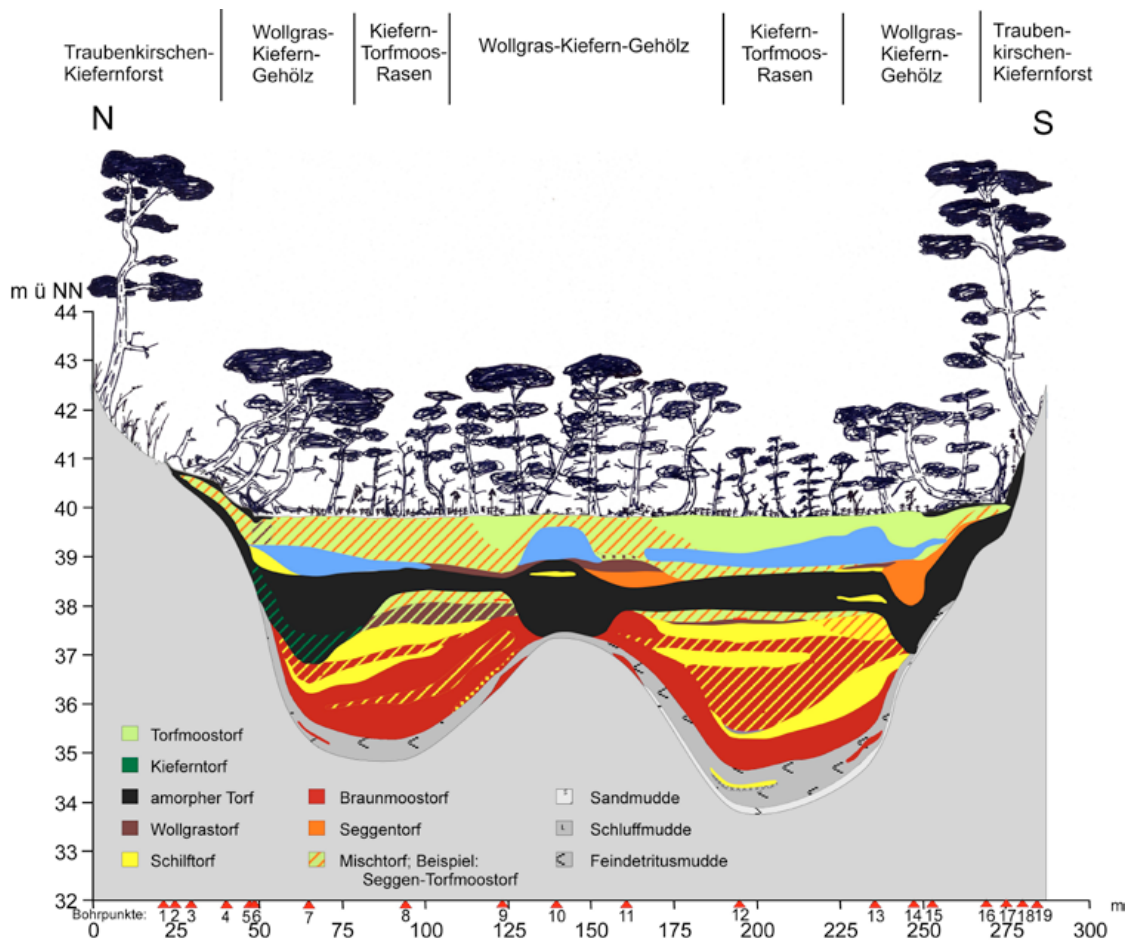 Traubenkirschen-
Kiefernforst
Wollgras-
Kiefern-
Gehölz
Kiefern-
Torfmoos-
Rasen
Wollgras-Kiefern-Gehölz
Kiefern-
Torfmoos-
Rasen
Wollgras-
Kiefern-
Gehölz
Trauben-
kirschen-
Kiefernforst
N
S
m ü NN
44
43
42
41
40
39
38
37
36
35
34
33
32
Torfmoostorf
Kieferntorf
amorpher Torf
Wollgrastorf
Schilftorf
Braunmoostorf
Seggentorf
Mischtorf; Beispiel:
Seggen-Torfmoostorf
Sandmudde
Schluffmudde
Feindetritusmudde
Bohrpunkte: 1 2 3 4 5 6 7 8 9 10 11 12 13 14 15 16 17 18 19
m
0 25 50 75 100 125 150 175 200 225 250 275 300